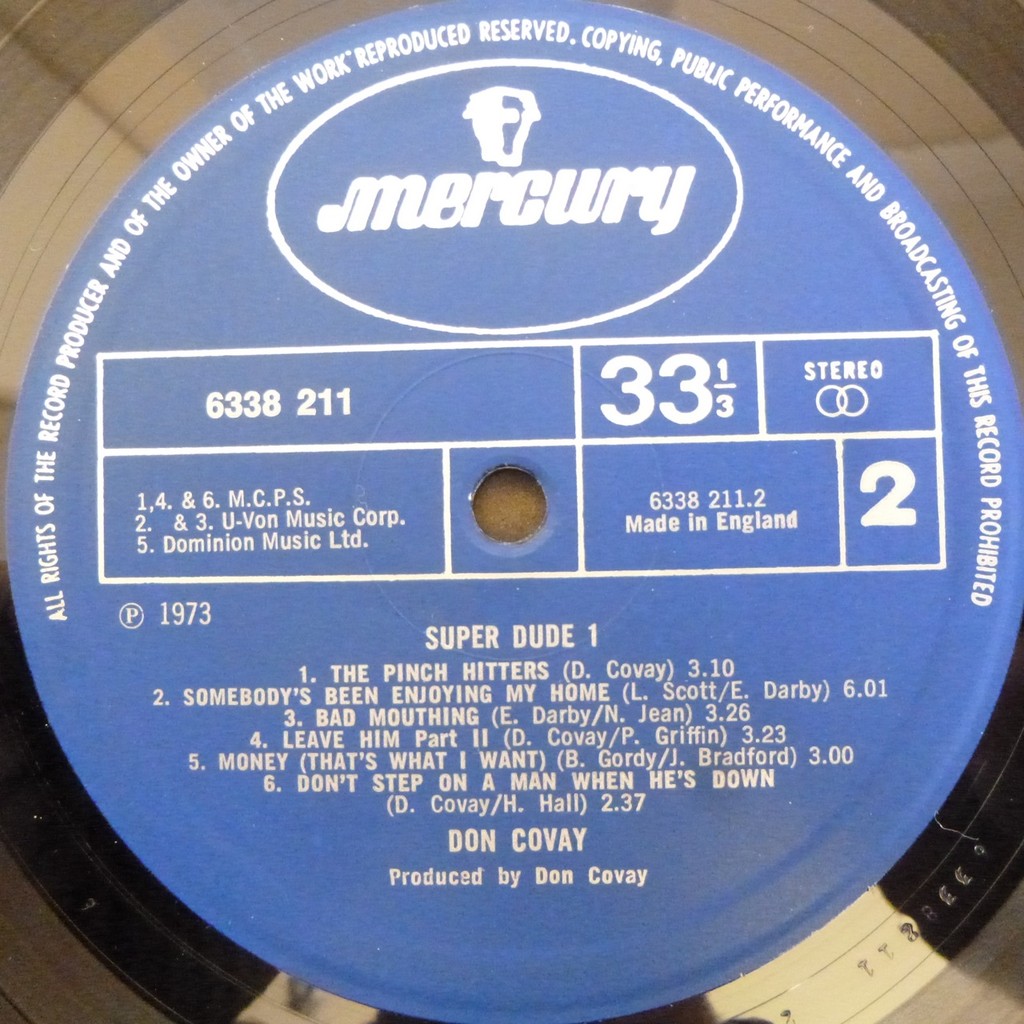 ALL RIGHTS OF THE RECORD PRODUCER AND OF THE OWNER OF THE WORK REPRODUCED RESERVED. COPYING, PUBLIC PERFORMANCE AND BROADCASTING OF THIS RECORD PROHIBITED
mercury
6338 211
33 1/3
STEREO
1,4. & 6. M.C.P.S.
2. & 3. U-Von Music Corp.
5. Dominion Music Ltd.
6338 211.2
Made in England
2
Ⓟ 1973
SUPER DUDE 1
1. THE PINCH HITTERS (D. Covay) 3.10
2. SOMEBODY'S BEEN ENJOYING MY HOME (L. Scott/E. Darby) 6.01
3. BAD MOUTHING (E. Darby/N. Jean) 3.26
4. LEAVE HIM Part II (D. Covay/P. Griffin) 3.23
5. MONEY (THAT'S WHAT I WANT) (B. Gordy/J. Bradford) 3.00
6. DON'T STEP ON A MAN WHEN HE'S DOWN
(D. Covay/H. Hall) 2.37
DON COVAY
Produced by Don Covay